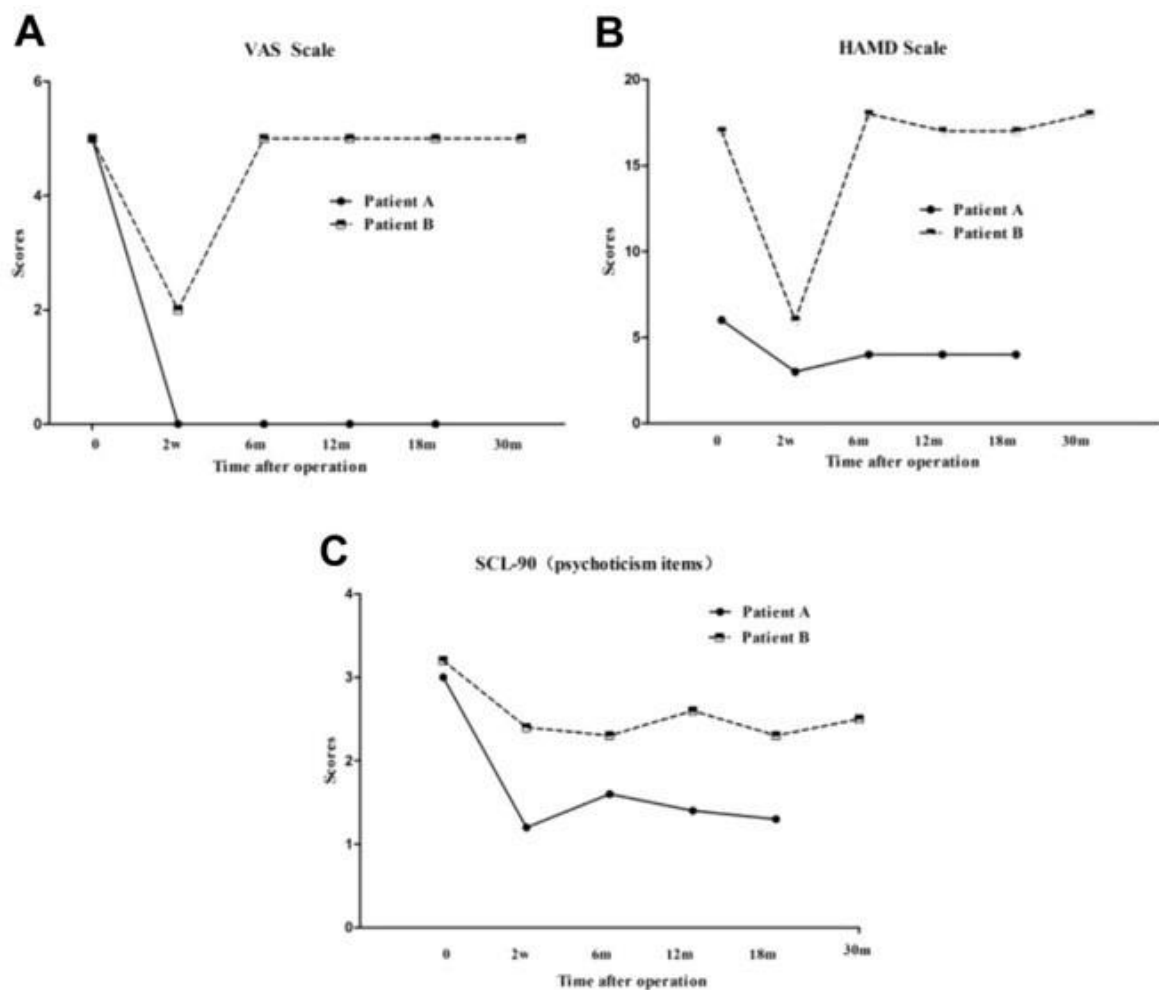 A
VAS Scale
6
4
2
0
Scores
Patient A
Patient B
0 2w 6m 12m 18m 30m
Time after operation
B
HAMD Scale
20
15
10
5
0
Scores
Patient A
Patient B
0 2w 6m 12m 18m 30m
Time after operation
C
SCL-90（psychoticism items）
4
3
2
1
0
Scores
Patient A
Patient B
0 2w 6m 12m 18m 30m
Time after operation